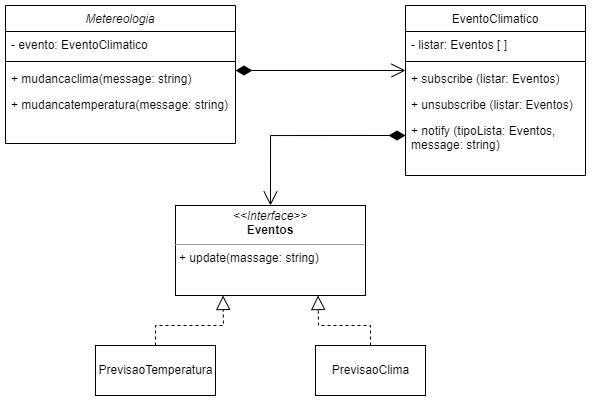 Metereologia
- evento: EventoClimatico
+ mudancaclima(message: string)
+ mudancatemperatura(message: string)
EventoClimatico
- listar: Eventos [ ]
+ subscribe (listar: Eventos)
+ unsubscribe (listar: Eventos)
+ notify (tipoLista: Eventos,
message: string)
<<Interface>>
Eventos
+ update(massage: string)
PrevisaoTemperatura
PrevisaoClima